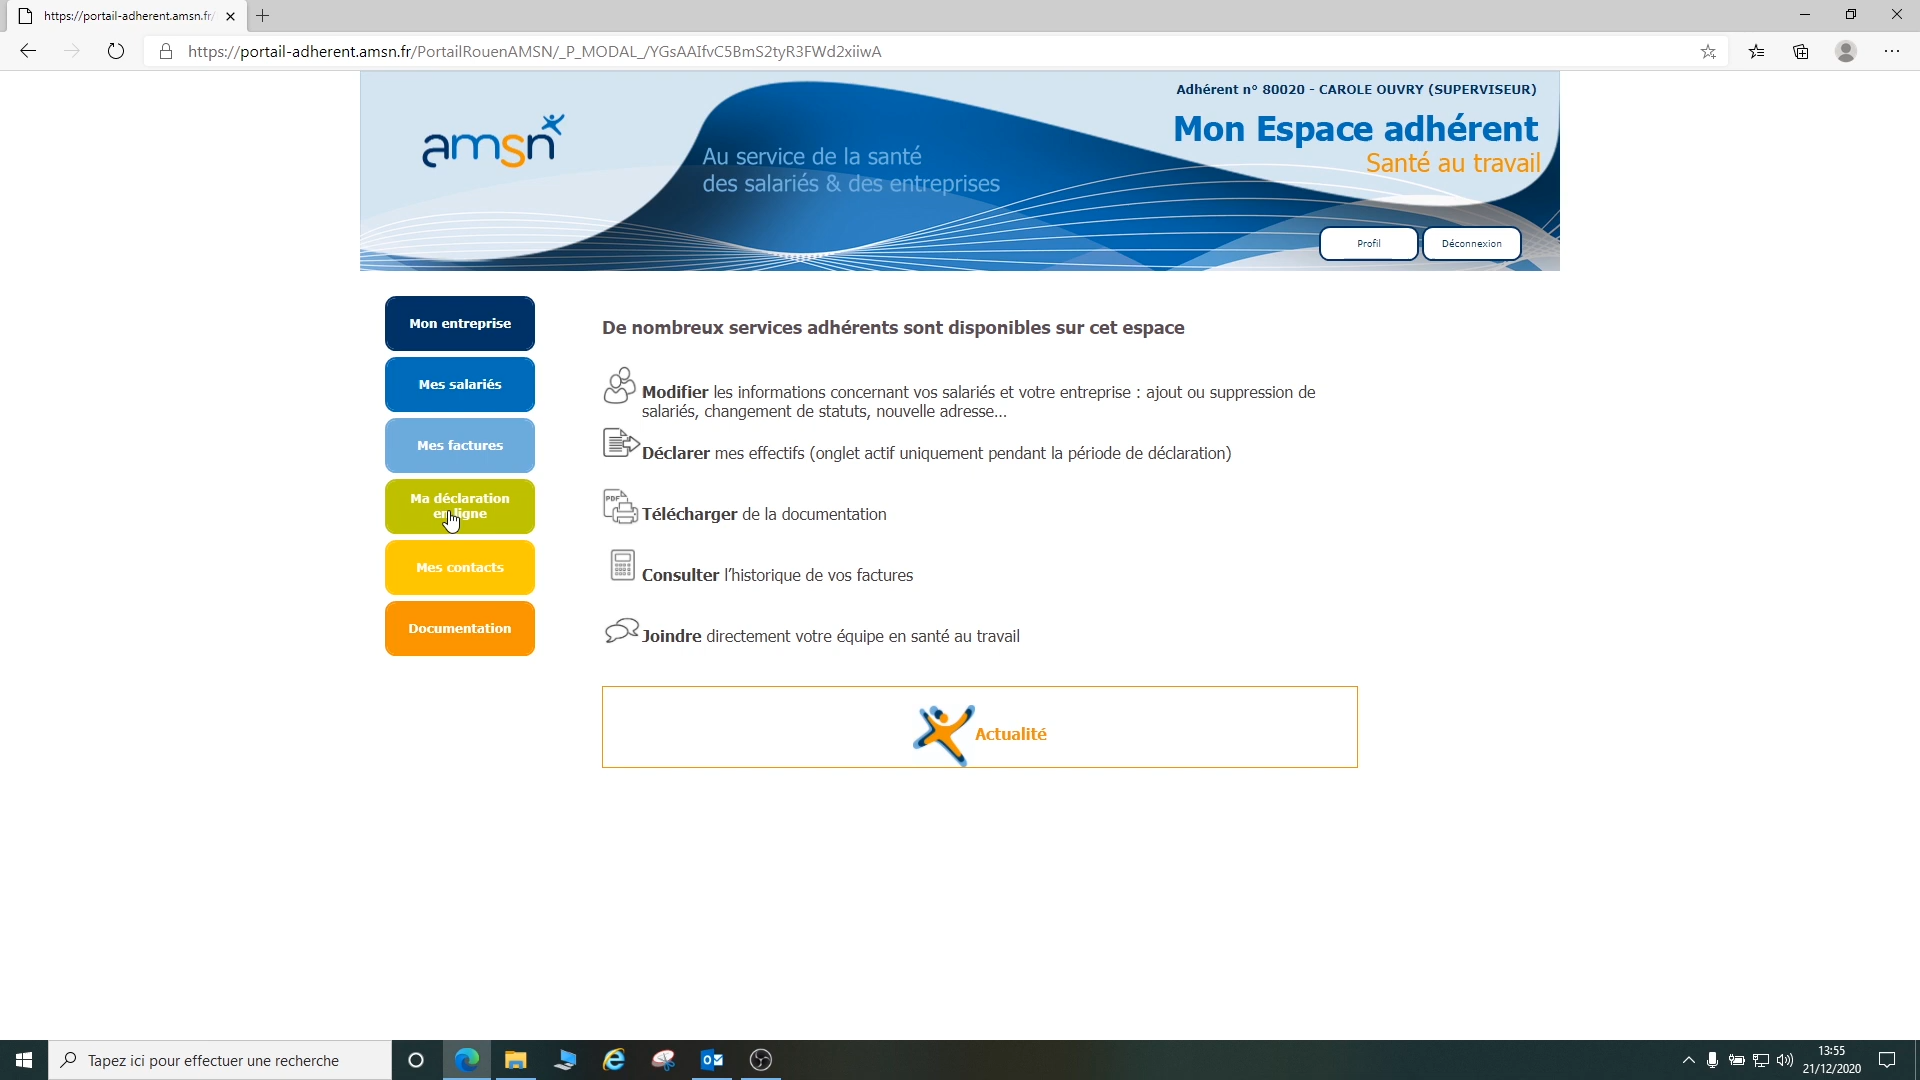 https://portail-adherent.amsn.fr/
https://portail-adherent.amsn.fr/PortailRouenAMSN/_P_MODAL_/YGsAAIfvC5BmS2tyR3FWd2xiiwA
Adhérent n° 80020 - CAROLE OUVRY (SUPERVISEUR)
amsn
Mon Espace adhérent
Santé au travail
Au service de la santé
des salariés & des entreprises
Profil
Déconnexion
Mon entreprise
Mes salariés
Mes factures
Ma déclaration
en ligne
Mes contacts
Documentation
De nombreux services adhérents sont disponibles sur cet espace
Modifier les informations concernant vos salariés et votre entreprise : ajout ou suppression de
salariés, changement de statuts, nouvelle adresse...
Déclarer mes effectifs (onglet actif uniquement pendant la période de déclaration)
PDF
Télécharger de la documentation
Consulter l'historique de vos factures
Joindre directement votre équipe en santé au travail
Actualité
Tapez ici pour effectuer une recherche
13:55
21/12/2020